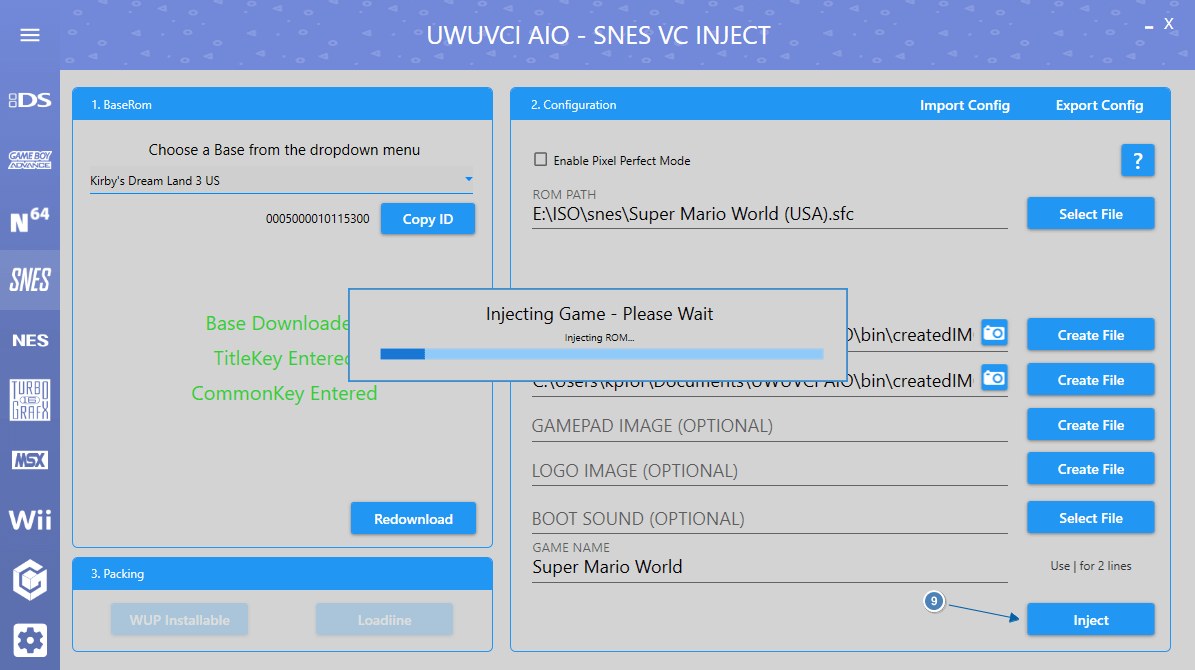 UWUVCI AIO - SNES VC INJECT
X
DS
GAME BOY
ADVANCE
N64
SNES
NES
TURBO
16
GRAFX
MSX
Wii
1. BaseRom
Choose a Base from the dropdown menu
Kirby's Dream Land 3 US
0005000010115300
Copy ID
Base Downloade
TitleKey Entered
CommonKey Entered
Redownload
3. Packing
WUP Installable
Loadiine
Injecting Game - Please Wait
Injecting ROM...
2. Configuration
Import Config
Export Config
Enable Pixel Perfect Mode
?
ROM PATH
E:\ISO\snes\Super Mario World (USA).sfc
Select File
O\bin\createdIM
Create File
C:\Users\kpfor\Documents\UWUVCI AIO\bin\createdIM
Create File
GAMEPAD IMAGE (OPTIONAL)
Create File
LOGO IMAGE (OPTIONAL)
Create File
BOOT SOUND (OPTIONAL)
Select File
GAME NAME
Super Mario World
Use | for 2 lines
9
Inject